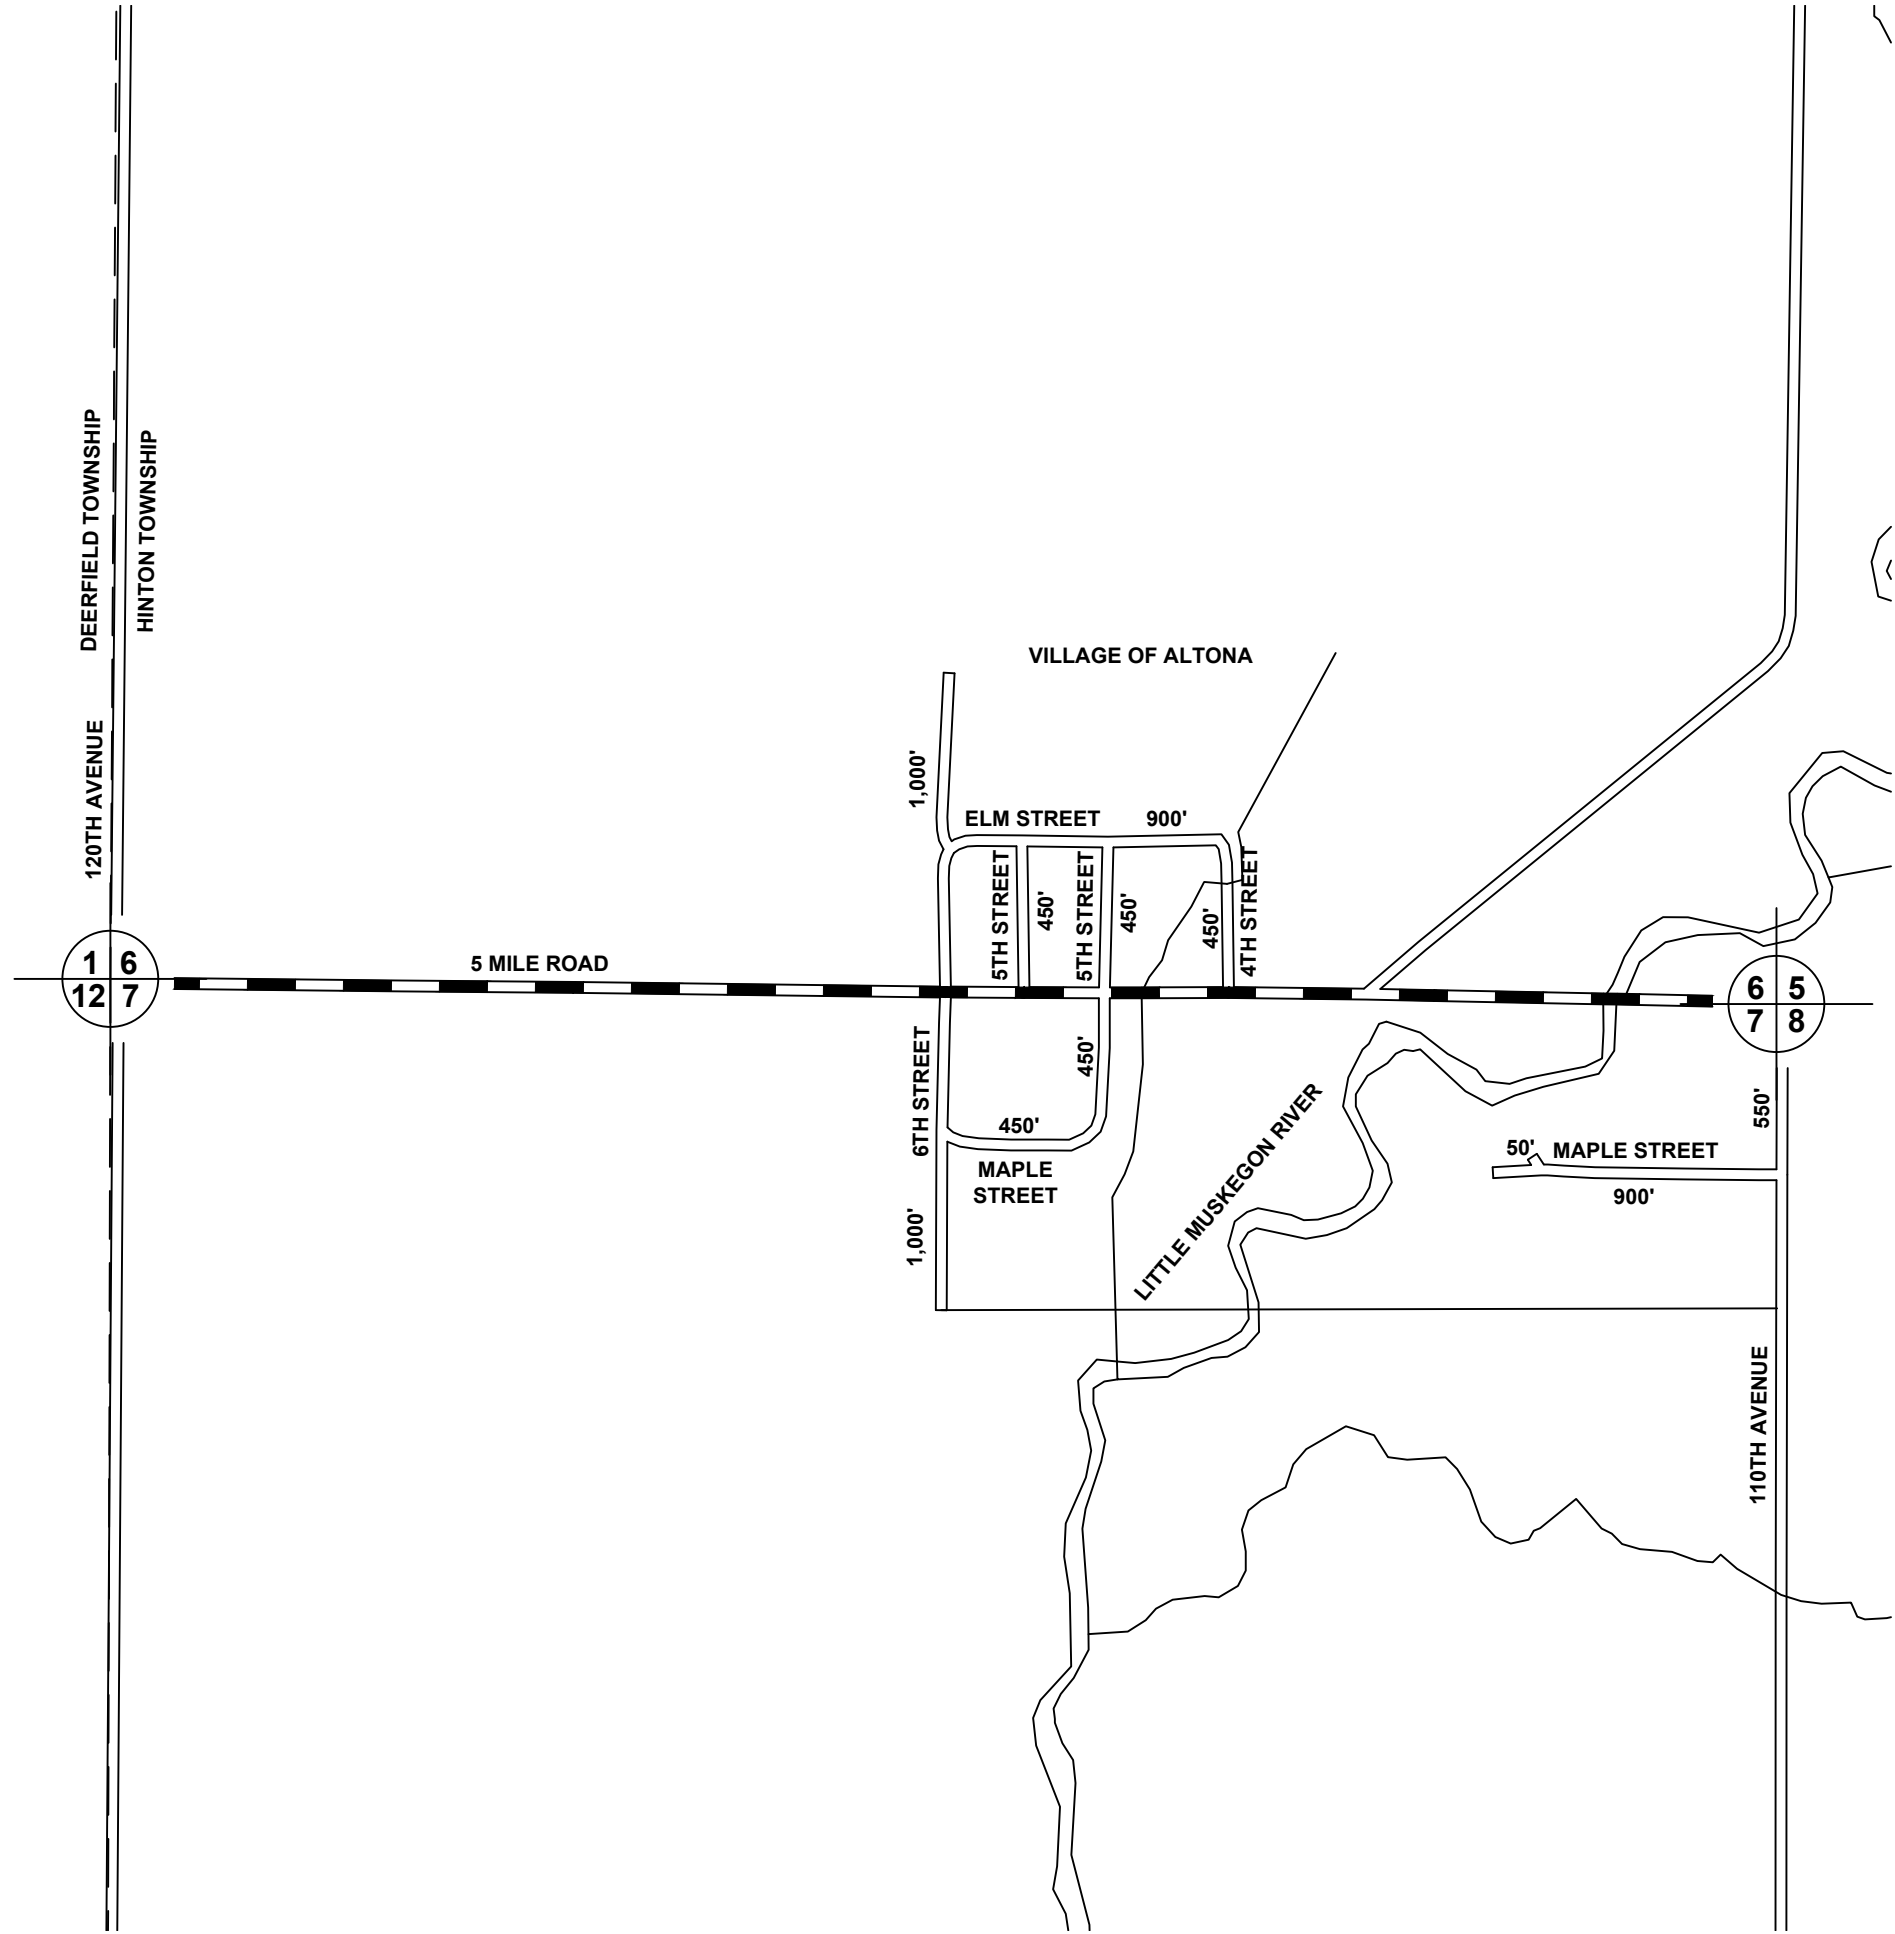 DEERFIELD TOWNSHIP
HINTON TOWNSHIP
VILLAGE OF ALTONA
120TH AVENUE
1,000'
ELM STREET 900'
5TH STREET
450'
5TH STREET
450'
450'
4TH STREET
1 6
12 7
5 MILE ROAD
6 5
7 8
6TH STREET
450'
450'
MAPLE
STREET
1,000'
LITTLE MUSKEGON RIVER
550'
50' MAPLE STREET
900'
110TH AVENUE